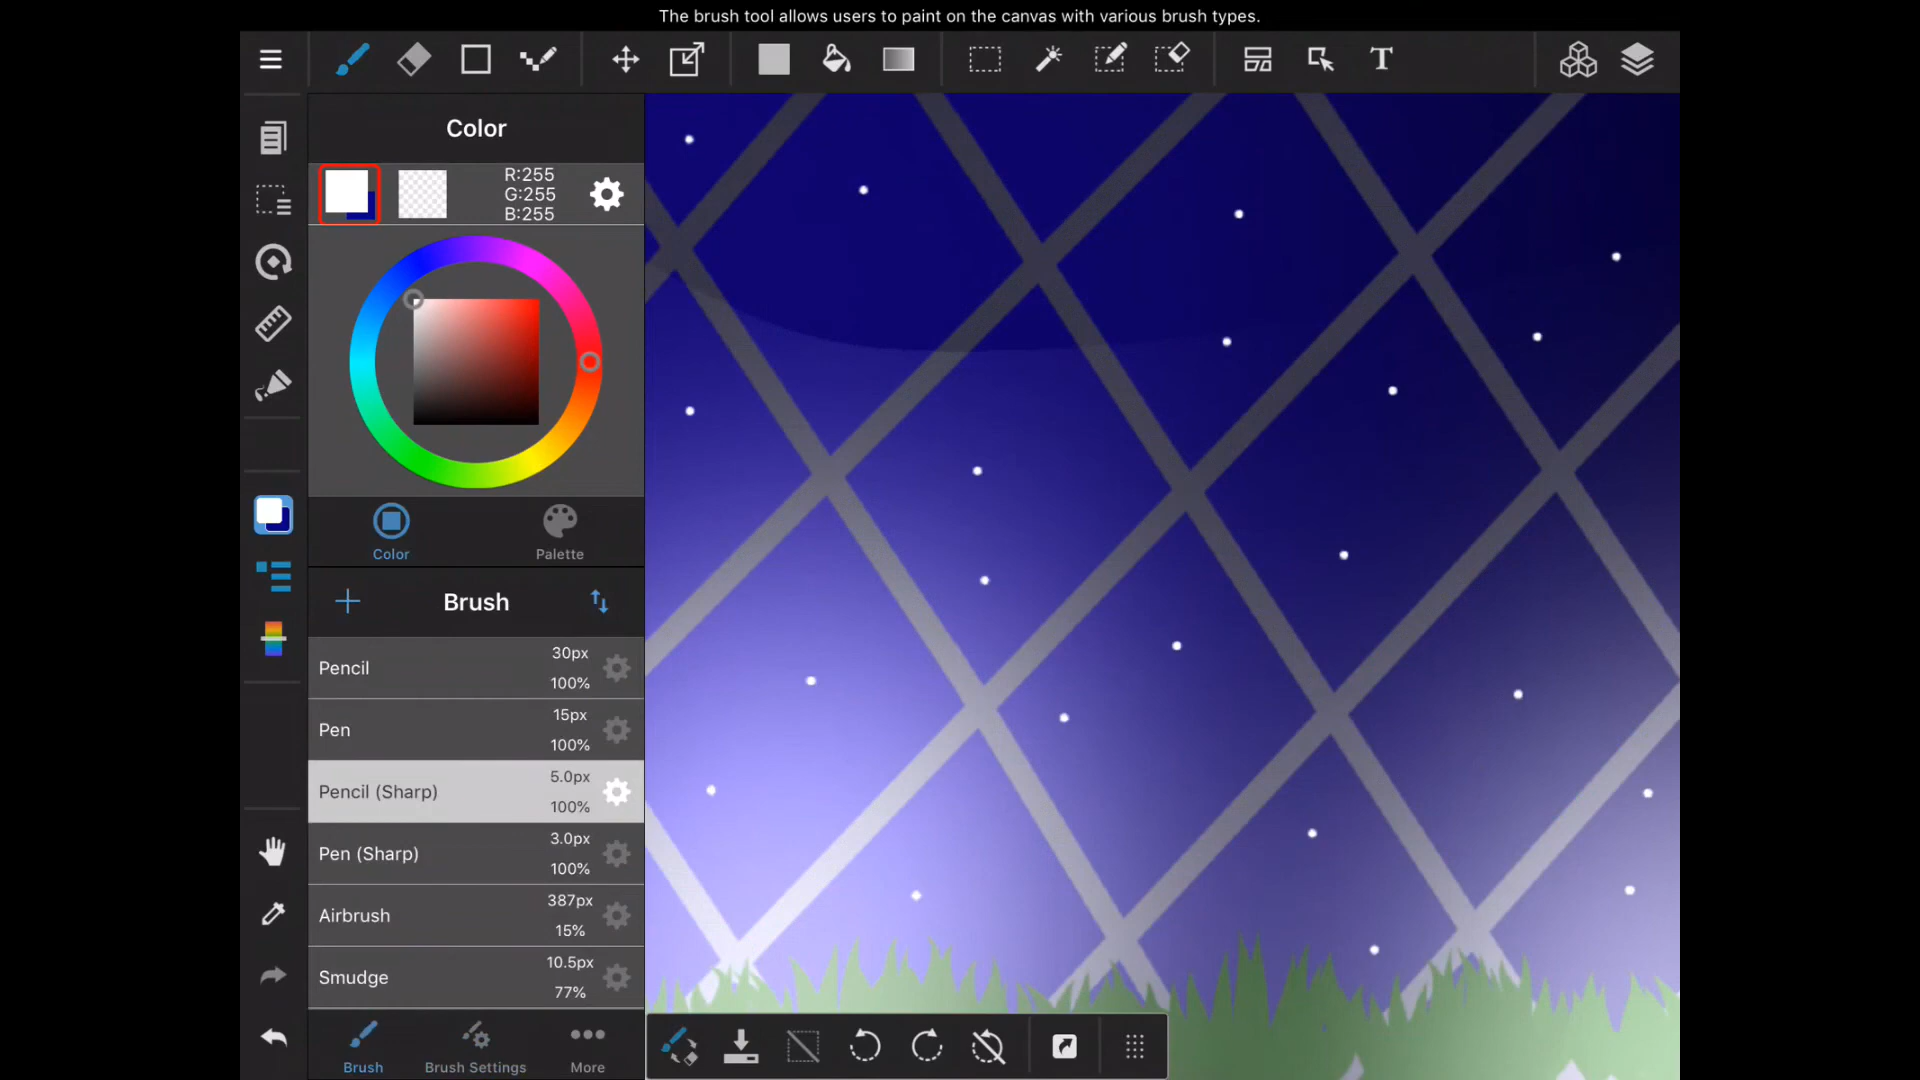 The brush tool allows users to paint on the canvas with various brush types.
T
Color
R:255
G:255
B:255
Color
Palette
Brush
Pencil
30px
100%
Pen
15px
100%
Pencil (Sharp)
5.0px
100%
Pen (Sharp)
3.0px
100%
Airbrush
387px
15%
Smudge
10.5px
77%
Brush
Brush Settings
More